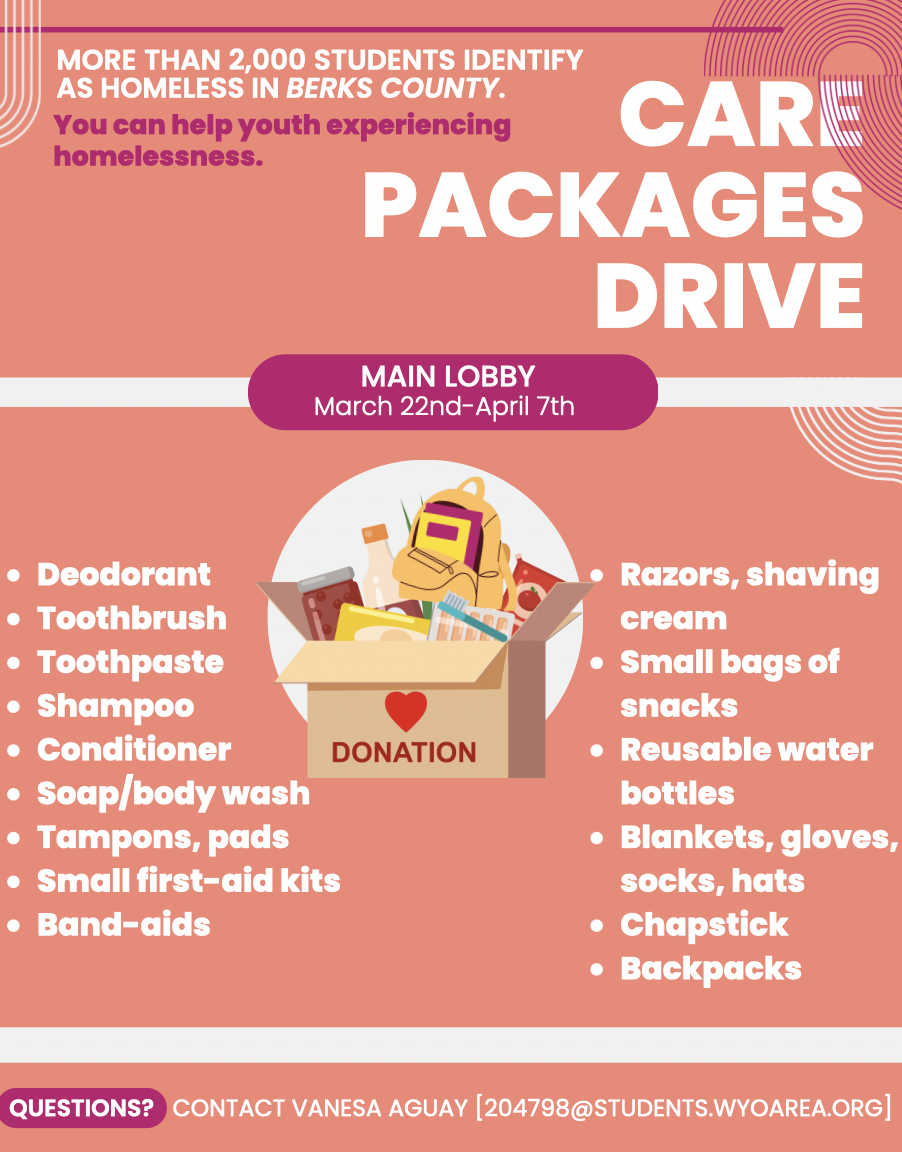 MORE THAN 2,000 STUDENTS IDENTIFY
AS HOMELESS IN BERKS COUNTY.
You can help youth experiencing
homelessness.
CARE
PACKAGES
DRIVE
MAIN LOBBY
March 22nd-April 7th
• Deodorant
• Toothbrush
• Toothpaste
• Shampoo
• Conditioner
• Soap/body wash
• Tampons, pads
• Small first-aid kits
• Band-aids
DONATION
• Razors, shaving
cream
• Small bags of
snacks
• Reusable water
bottles
• Blankets, gloves,
socks, hats
• Chapstick
• Backpacks
QUESTIONS? CONTACT VANESA AGUAY [204798@STUDENTS.WYOAREA.ORG]